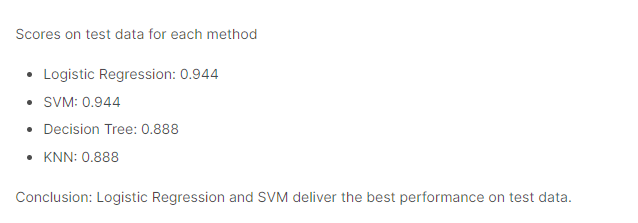 Scores on test data for each method
• Logistic Regression: 0.944
• SVM: 0.944
• Decision Tree: 0.888
• KNN: 0.888
Conclusion: Logistic Regression and SVM deliver the best performance on test data.